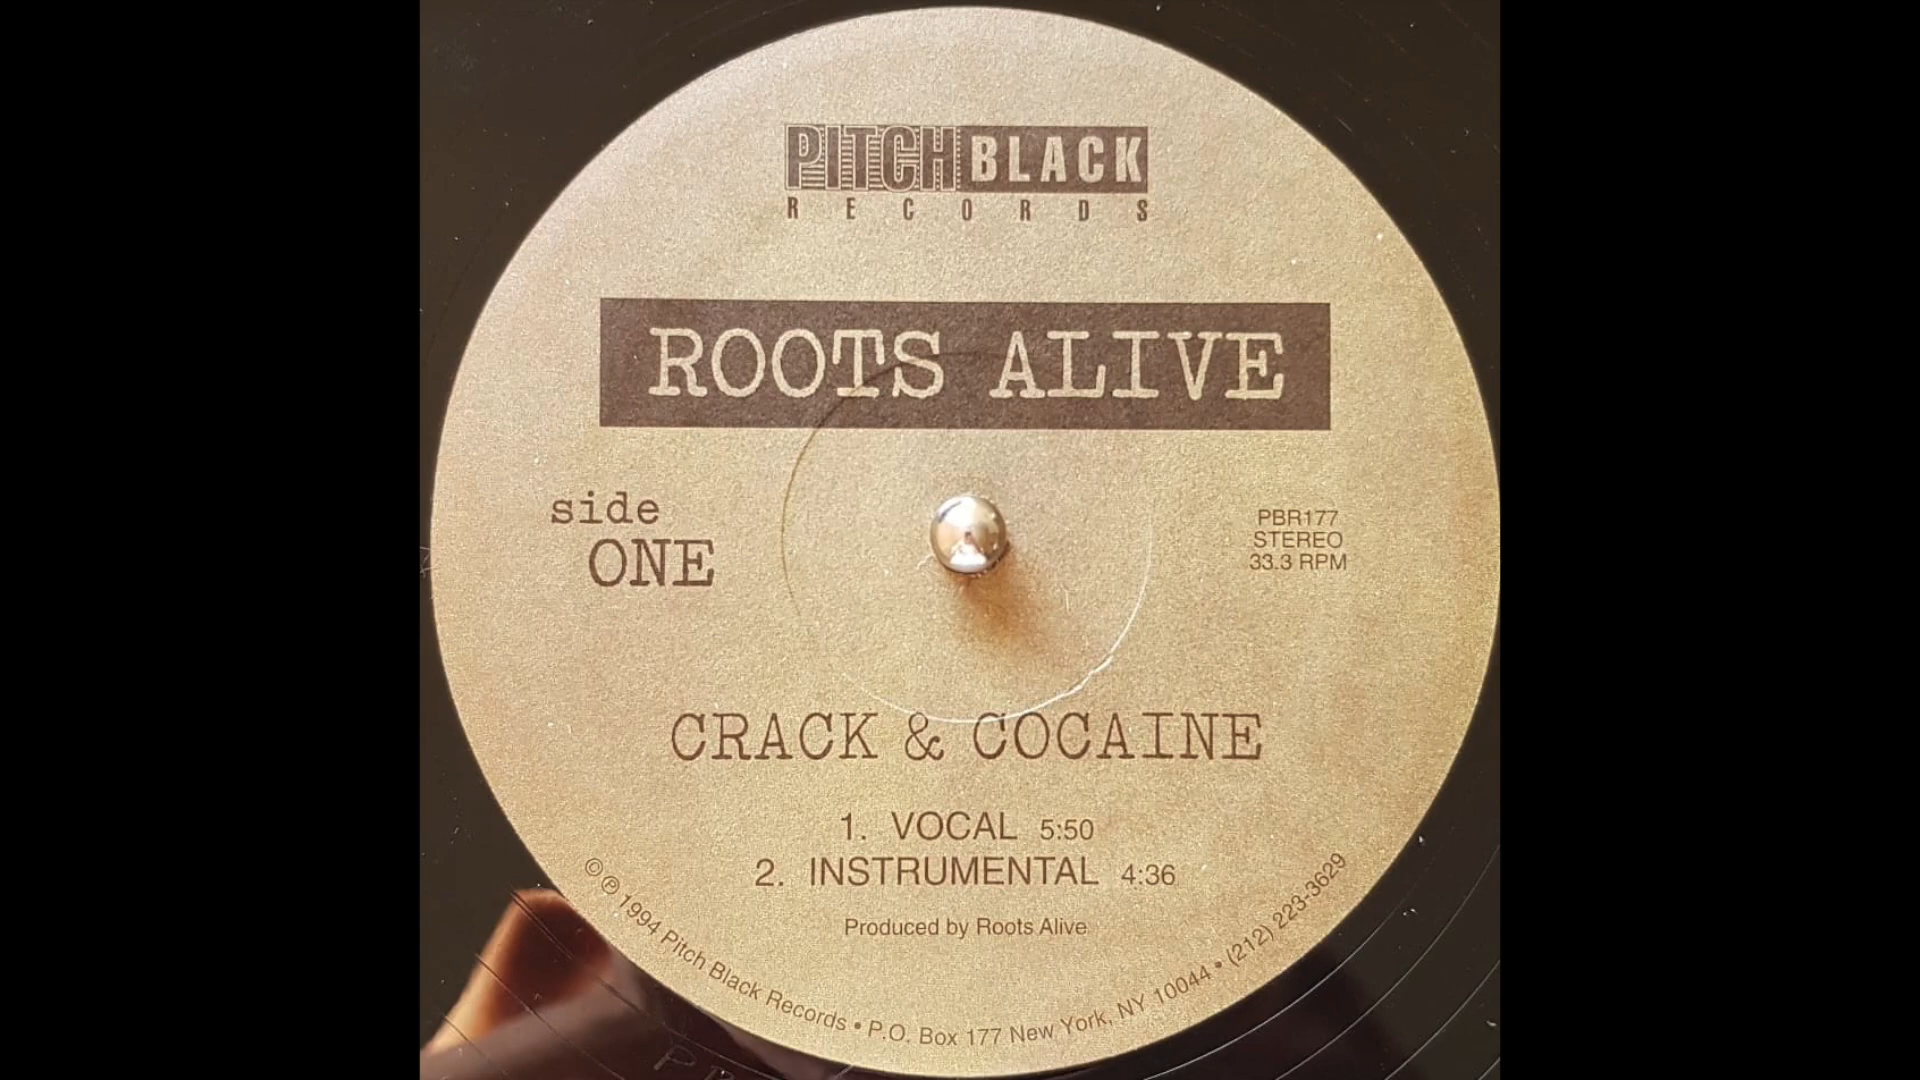 PITCH BLACK
RECORDS
ROOTS ALIVE
side
ONE
PBR177
STEREO
33.3 RPM
CRACK & COCAINE
1. VOCAL 5:50
2. INSTRUMENTAL 4:36
Produced by Roots Alive
©℗ 1994 Pitch Black Records • P.O. Box 177 New York, NY 10044 • (212) 223-3629